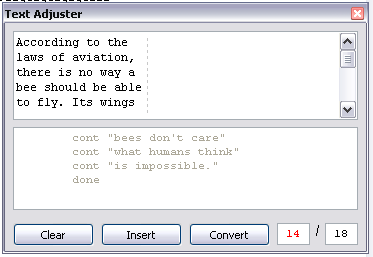 Text Adjuster
According to the
laws of aviation,
there is no way a
bee should be able
to fly. Its wings
cont "bees don't care"
cont "what humans think"
cont "is impossible."
done
Clear
Insert
Convert
14 / 18